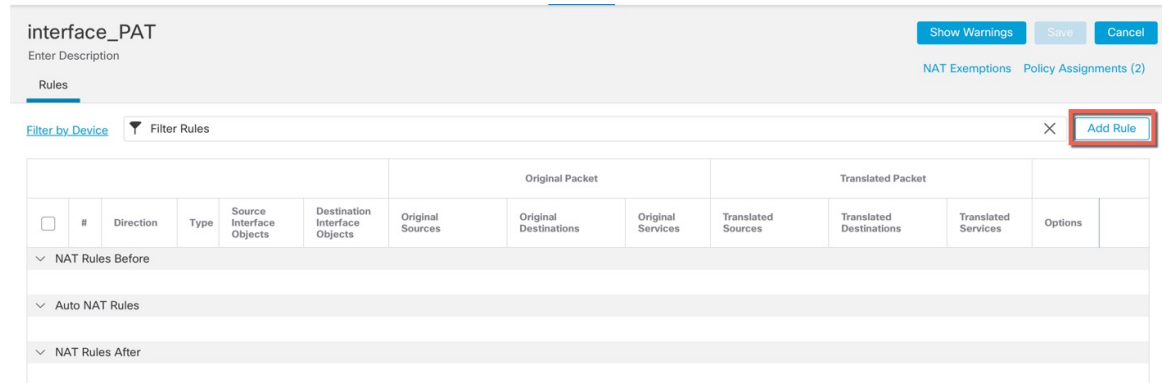 interface_PAT
Show Warnings Save Cancel
Enter Description
NAT Exemptions Policy Assignments (2)
Rules
Filter by Device Filter Rules Add Rule
Original Packet Translated Packet
# Direction Type Source Interface Objects Destination Interface Objects Original Sources Original Destinations Original Services Translated Sources Translated Destinations Translated Services Options
NAT Rules Before
Auto NAT Rules
NAT Rules After